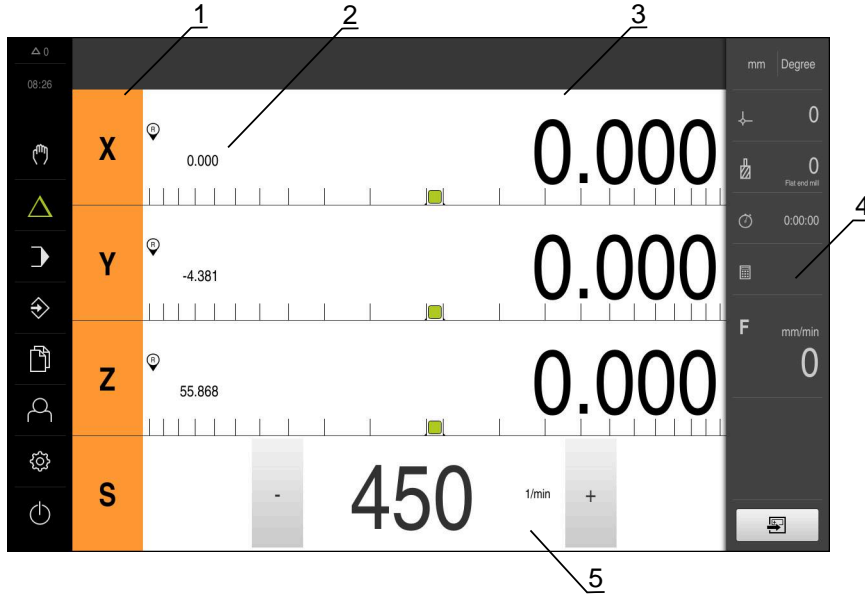 1
2
3
0
08:26
mm Degree
X
R
0.000
0.000
0
0
Flat end mill
4
Y
R
-4.381
0.000
0:00:00
Z
R
55.868
0.000
F mm/min
0
S
-
450
1/min
+
5